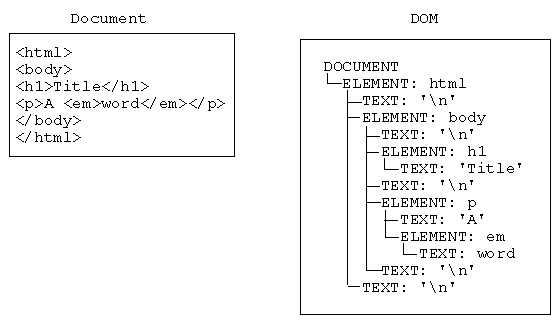 Document
<html>
<body>
<h1>Title</h1>
<p>A <em>word</em></p>
</body>
</html>
DOM
DOCUMENT
ELEMENT: html
TEXT: '\n'
ELEMENT: body
TEXT: '\n'
ELEMENT: h1
TEXT: 'Title'
TEXT: '\n'
ELEMENT: p
TEXT: 'A'
ELEMENT: em
TEXT: word
TEXT: '\n'
TEXT: '\n'